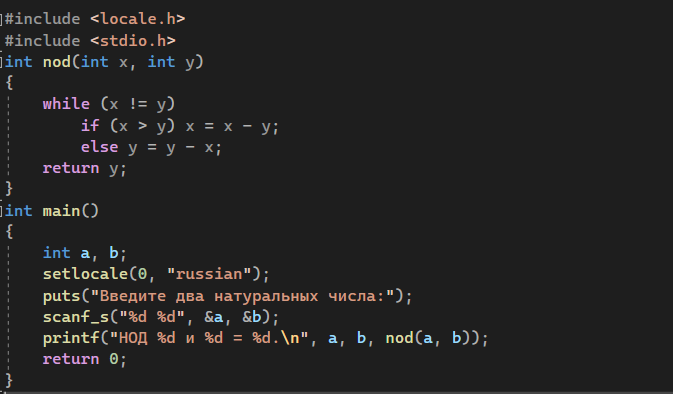 #include <locale.h>
#include <stdio.h>
int nod(int x, int y)
{
    while (x != y)
        if (x > y) x = x - y;
        else y = y - x;
    return y;
}
int main()
{
    int a, b;
    setlocale(0, "russian");
    puts("Введите два натуральных числа:");
    scanf_s("%d %d", &a, &b);
    printf("НОД %d и %d = %d.\n", a, b, nod(a, b));
    return 0;
}